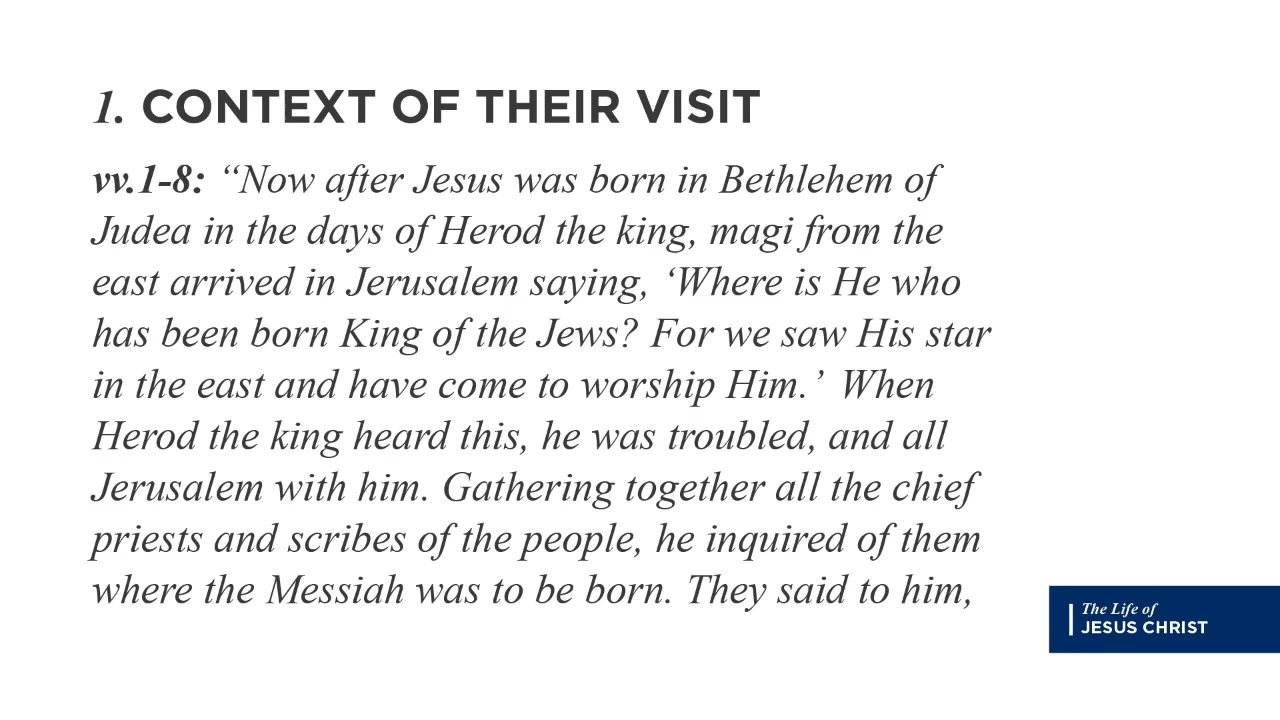 1. CONTEXT OF THEIR VISIT
vv.1-8: “Now after Jesus was born in Bethlehem of
Judea in the days of Herod the king, magi from the
east arrived in Jerusalem saying, ‘Where is He who
has been born King of the Jews? For we saw His star
in the east and have come to worship Him.’ When
Herod the king heard this, he was troubled, and all
Jerusalem with him. Gathering together all the chief
priests and scribes of the people, he inquired of them
where the Messiah was to be born. They said to him,
The Life of
JESUS CHRIST